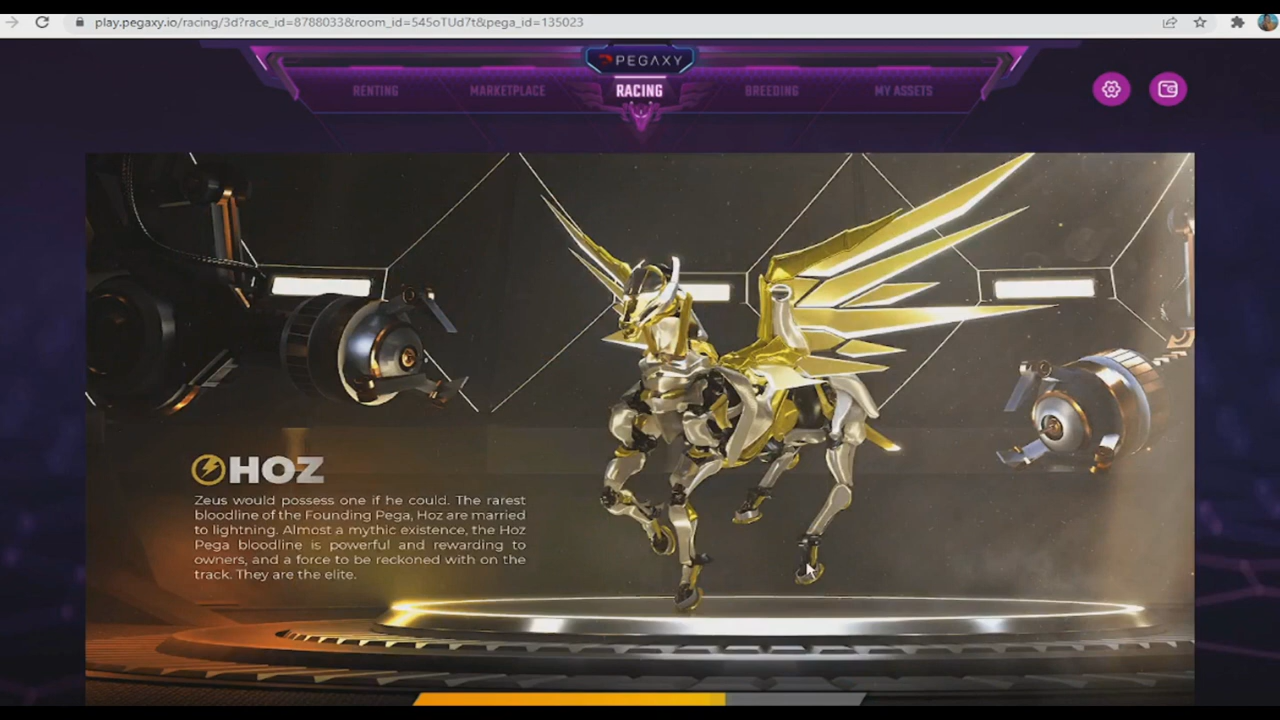 play.pegaxy.io/racing/3d?race_id=8788033&room_id=545oTUd7t&pega_id=135023
PEGAXY
RENTING
MARKETPLACE
RACING
BREEDING
MY ASSETS
HOZ
Zeus would possess one if he could. The rarest
bloodline of the Founding Pega, Hoz are married
to lightning. Almost a mythic existence, the Hoz
Pega bloodline is powerful and rewarding to
owners, and a force to be reckoned with on the
track. They are the elite.